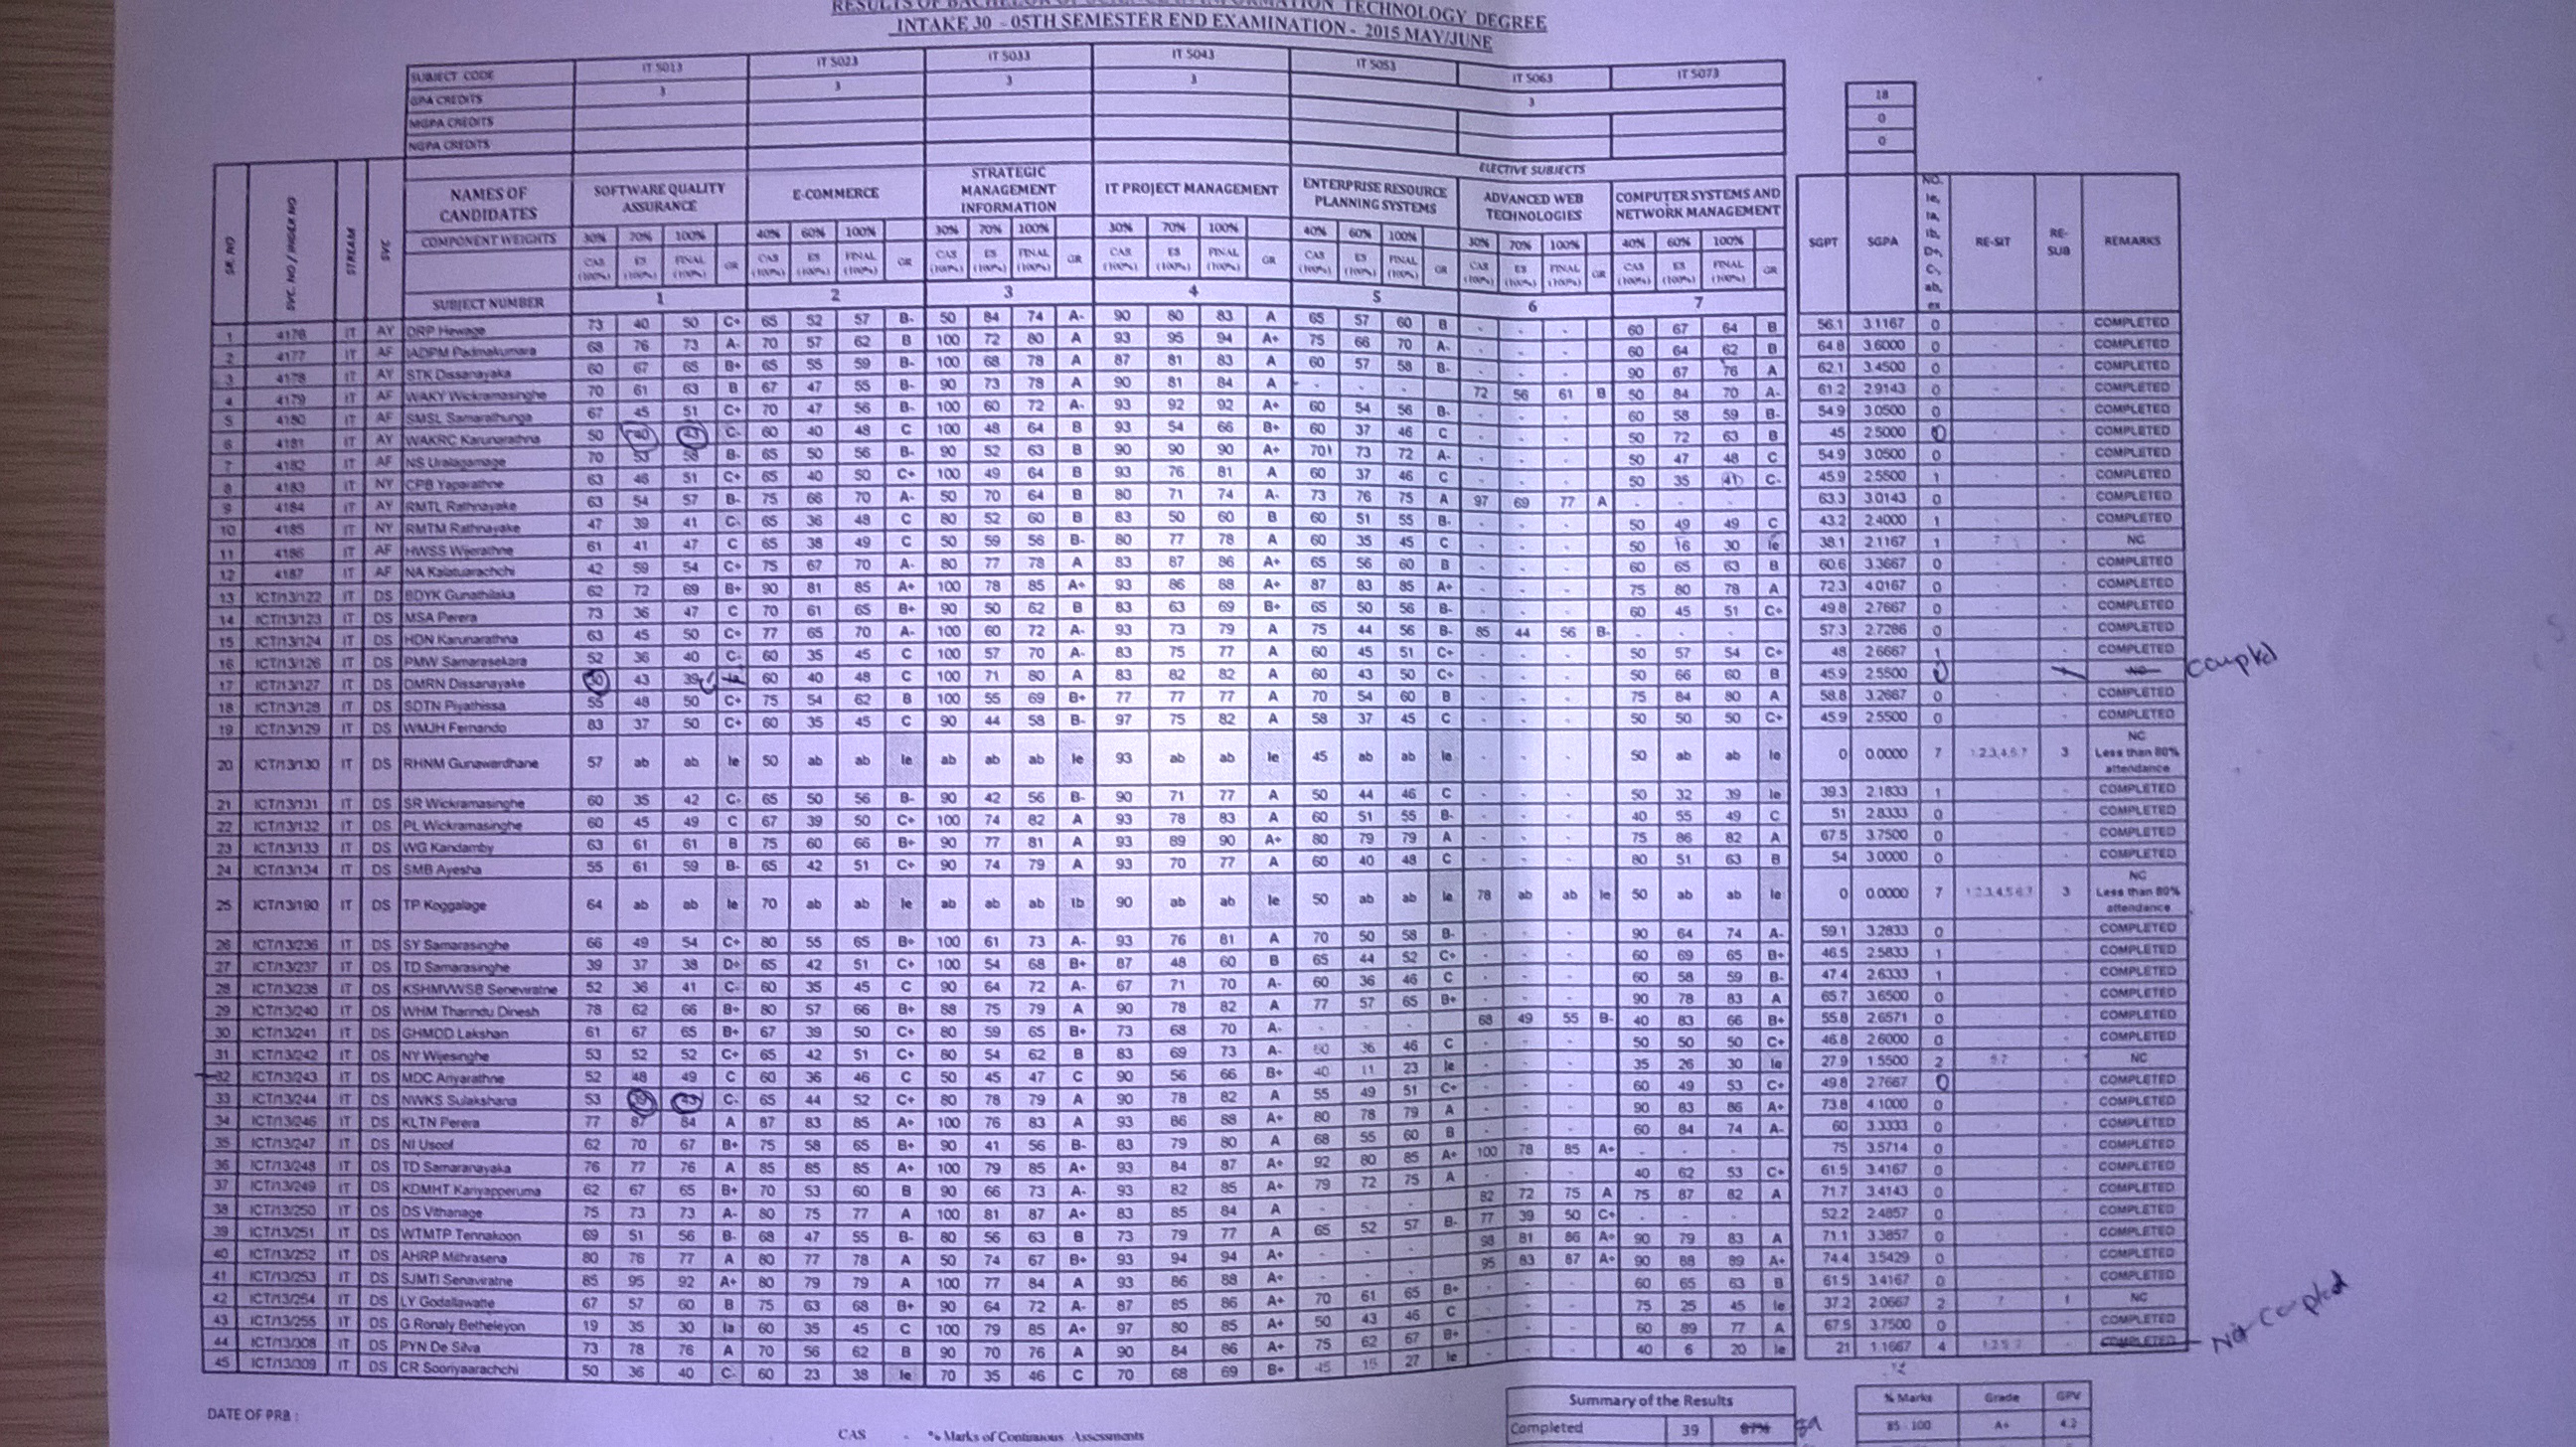 RESULTS OF BACHELOR OF SCIENCE IN INFORMATION TECHNOLOGY DEGREE
INTAKE 30 - 05TH SEMESTER END EXAMINATION - 2015 MAY/JUNE
SUBJECT CODE IT 5013 IT 5023 IT 5033 IT 5043 IT 5053 IT 5063 IT 5073
GPA CREDITS 3 3 3 3 3 18
MGPA CREDITS 0
NGPA CREDITS 0
ELECTIVE SUBJECTS
SR NO STREAM SVC NAMES OF CANDIDATES SOFTWARE QUALITY ASSURANCE E-COMMERCE STRATEGIC MANAGEMENT INFORMATION IT PROJECT MANAGEMENT ENTERPRISE RESOURCE PLANNING SYSTEMS ADVANCED WEB TECHNOLOGIES COMPUTER SYSTEMS AND NETWORK MANAGEMENT SGPT SGPA NO. Ie, Ia, Ib, D+, C-, ab, ex RE-SIT RE-SUB REMARKS
COMPONENT WEIGHTS 30% 70% 100% 40% 60% 100% 30% 70% 100% 30% 70% 100% 40% 60% 100% 30% 70% 100% 40% 60% 100%
CAS (100%) ES (100%) FINAL (100%) GR CAS (100%) ES (100%) FINAL (100%) GR CAS (100%) ES (100%) FINAL (100%) GR CAS (100%) ES (100%) FINAL (100%) GR CAS (100%) ES (100%) FINAL (100%) GR CAS (100%) ES (100%) FINAL (100%) GR CAS (100%) ES (100%) FINAL (100%) GR
SUBJECT NUMBER 1 2 3 4 5 6 7
1 4176 IT AY DRP Hewage 73 40 50 C+ 65 52 57 B- 50 84 74 A- 90 80 83 A 65 57 60 B - - - 60 67 64 B 56.1 3.1167 0 - - COMPLETED
2 4177 IT AF IADPM Padmakumara 68 76 73 A- 70 57 62 B 100 72 80 A 93 95 94 A+ 75 66 70 A- - - - 60 64 62 B 64.8 3.6000 0 - - COMPLETED
3 4178 IT AY STK Dissanayaka 60 67 65 B+ 65 55 59 B- 100 68 78 A 87 81 83 A 60 57 58 B- - - - 90 67 76 A 62.1 3.4500 0 - - COMPLETED
4 4179 IT AF WAKY Wickramasinghe 70 61 63 B 67 47 55 B- 90 73 78 A 90 81 84 A - - - 72 56 61 B 50 84 70 A- 61.2 2.9143 0 - - COMPLETED
5 4180 IT AF SMSL Samarathunga 67 45 51 C+ 70 47 56 B- 100 60 72 A- 93 92 92 A+ 60 54 56 B- - - - 60 58 59 B- 54.9 3.0500 0 - - COMPLETED
6 4181 IT AY WAKRC Karunarathna 50 40 43 C- 60 40 48 C 100 48 64 B 93 54 66 B+ 60 37 46 C - - - 50 72 63 B 45 2.5000 0 - - COMPLETED
7 4182 IT AF NS Uralagamage 70 53 58 B- 65 50 56 B- 90 52 63 B 90 90 90 A+ 70 73 72 A- - - - 50 47 48 C 54.9 3.0500 0 - - COMPLETED
8 4183 IT NY CPB Yaparathne 63 46 51 C+ 65 40 50 C+ 100 49 64 B 93 76 81 A 60 37 46 C - - - 50 35 41 C- 45.9 2.5500 1 - - COMPLETED
9 4184 IT AY RMTL Rathnayake 63 54 57 B- 75 66 70 A- 50 70 64 B 80 71 74 A- 73 76 75 A 97 69 77 A - - - 63.3 3.0143 0 - - COMPLETED
10 4185 IT NY RMTM Rathnayake 47 39 41 C- 65 36 48 C 80 52 60 B 83 50 60 B 60 51 55 B- - - - 50 49 49 C 43.2 2.4000 1 - - COMPLETED
11 4186 IT AF HWSS Wijerathne 61 41 47 C 65 38 49 C 50 59 56 B- 80 77 78 A 60 35 45 C - - - 50 16 30 Ie 38.1 2.1167 1 7 - NC
12 4187 IT AF NA Kalatuarachchi 42 59 54 C+ 75 67 70 A- 80 77 78 A 83 87 86 A+ 65 56 60 B - - - 60 65 63 B 60.6 3.3667 0 - - COMPLETED
13 ICT/13/122 IT DS BDYK Gunathilaka 62 72 69 B+ 90 81 85 A+ 100 78 85 A+ 93 86 88 A+ 87 83 85 A+ - - - 75 80 78 A 72.3 4.0167 0 - - COMPLETED
14 ICT/13/123 IT DS MSA Perera 73 36 47 C 70 61 65 B+ 90 50 62 B 83 63 69 B+ 65 50 56 B- - - - 60 45 51 C+ 49.8 2.7667 0 - - COMPLETED
15 ICT/13/124 IT DS HDN Karunarathna 63 45 50 C+ 77 65 70 A- 100 60 72 A- 93 73 79 A 75 44 56 B- 85 44 56 B- - - - 57.3 2.7286 0 - - COMPLETED
16 ICT/13/126 IT DS PMW Samarasekara 52 36 40 C- 60 35 45 C 100 57 70 A- 83 75 77 A 60 45 51 C+ - - - 50 57 54 C+ 48 2.6667 1 - - COMPLETED
17 ICT/13/127 IT DS DMRN Dissanayake 30 43 39 Ia 60 40 48 C 100 71 80 A 83 82 82 A 60 43 50 C+ - - - 50 66 60 B 45.9 2.5500 0 NC
18 ICT/13/128 IT DS SDTN Piyathissa 55 48 50 C+ 75 54 62 B 100 55 69 B+ 77 77 77 A 70 54 60 B - - - 75 84 80 A 58.8 3.2667 0 - - COMPLETED
19 ICT/13/129 IT DS WMJH Fernando 83 37 50 C+ 60 35 45 C 90 44 58 B- 97 75 82 A 58 37 45 C - - - 50 50 50 C+ 45.9 2.5500 0 - - COMPLETED
20 ICT/13/130 IT DS RHNM Gunawardhane 57 ab ab Ie 50 ab ab Ie ab ab ab Ie 93 ab ab Ie 45 ab ab Ie - - - 50 ab ab Ie 0 0.0000 7 1,2,3,4,5,7 3 NC Less than 80% attendance
21 ICT/13/131 IT DS SR Wickramasinghe 60 35 42 C- 65 50 56 B- 90 42 56 B- 90 71 77 A 50 44 46 C - - - 50 32 39 Ie 39.3 2.1833 1 COMPLETED
22 ICT/13/132 IT DS PL Wickramasinghe 60 45 49 C 67 39 50 C+ 100 74 82 A 93 78 83 A 60 51 55 B- - - - 40 55 49 C 51 2.8333 0 - - COMPLETED
23 ICT/13/133 IT DS WG Kandamby 63 61 61 B 75 60 66 B+ 90 77 81 A 93 89 90 A+ 80 79 79 A - - - 75 86 82 A 67.5 3.7500 0 - - COMPLETED
24 ICT/13/134 IT DS SMB Ayesha 55 61 59 B- 65 42 51 C+ 90 74 79 A 93 70 77 A 60 40 48 C - - - 80 51 63 B 54 3.0000 0 - - COMPLETED
25 ICT/13/190 IT DS TP Koggalage 64 ab ab Ie 70 ab ab Ie ab ab ab Ib 90 ab ab Ie 50 ab ab Ie 78 ab ab Ie 50 ab ab Ie 0 0.0000 7 1,2,3,4,5,6,7 3 NC Less than 80% attendance
26 ICT/13/236 IT DS SY Samarasinghe 66 49 54 C+ 80 55 65 B+ 100 61 73 A- 93 76 81 A 70 50 58 B- 90 64 74 A- 59.1 3.2833 0 - - COMPLETED
27 ICT/13/237 IT DS TD Samarasinghe 39 37 38 D+ 65 42 51 C+ 100 54 68 B+ 87 48 60 B 65 44 52 C+ - - - 60 69 65 B+ 46.5 2.5833 1 - - COMPLETED
28 ICT/13/238 IT DS KSHMVWSB Seneviratne 52 36 41 C- 60 35 45 C 90 64 72 A- 67 71 70 A- 60 36 46 C - - - 60 58 59 B- 47.4 2.6333 1 - - COMPLETED
29 ICT/13/240 IT DS WHM Tharindu Dinesh 78 62 66 B+ 80 57 66 B+ 88 75 79 A 90 78 82 A 77 57 65 B+ - - - 90 78 83 A 65.7 3.6500 0 - - COMPLETED
30 ICT/13/241 IT DS GHMDD Lakshan 61 67 65 B+ 67 39 50 C+ 80 59 65 B+ 73 68 70 A- - - - 68 49 55 B- 40 83 66 B+ 55.8 2.6571 0 - - COMPLETED
31 ICT/13/242 IT DS NY Wijesinghe 53 52 52 C+ 65 42 51 C+ 80 54 62 B 83 69 73 A- 60 36 46 C - - - 50 50 50 C+ 46.8 2.6000 0 - - COMPLETED
32 ICT/13/243 IT DS MDC Ariyarathne 52 48 49 C 60 36 46 C 50 45 47 C 90 56 66 B+ 40 11 23 Ie - - - 35 26 30 Ie 27.9 1.5500 2 5,7 - NC
33 ICT/13/244 IT DS NWKS Sulakshana 53 39 43 C- 65 44 52 C+ 80 78 79 A 90 78 82 A 55 49 51 C+ - - - 60 49 53 C+ 49.8 2.7667 0 - - COMPLETED
34 ICT/13/246 IT DS KLTN Perera 77 87 84 A 87 83 85 A+ 100 76 83 A 93 86 88 A+ 80 78 79 A - - - 90 83 86 A+ 73.8 4.1000 0 - - COMPLETED
35 ICT/13/247 IT DS NI Usoof 62 70 67 B+ 75 58 65 B+ 90 41 56 B- 83 79 80 A 68 55 60 B - - - 60 84 74 A- 60 3.3333 0 - - COMPLETED
36 ICT/13/248 IT DS TD Samaranayaka 76 77 76 A 85 85 85 A+ 100 79 85 A+ 93 84 87 A+ 92 80 85 A+ 100 78 85 A+ - - - 75 3.5714 0 - - COMPLETED
37 ICT/13/249 IT DS KDMHT Kariyapperuma 62 67 65 B+ 70 53 60 B 90 66 73 A- 93 82 85 A+ 79 72 75 A - - - 40 62 53 C+ 61.5 3.4167 0 - - COMPLETED
38 ICT/13/250 IT DS DS Vithanage 75 73 73 A- 80 75 77 A 100 81 87 A+ 83 85 84 A - - - 82 72 75 A 75 87 82 A 71.7 3.4143 0 - - COMPLETED
39 ICT/13/251 IT DS WTMTP Tennakoon 69 51 56 B- 68 47 55 B- 80 56 63 B 73 79 77 A 65 52 57 B- 77 39 50 C+ - - - 52.2 2.4857 0 - - COMPLETED
40 ICT/13/252 IT DS AHRP Mithrasena 80 76 77 A 80 77 78 A 50 74 67 B+ 93 94 94 A+ - - - 98 81 86 A+ 90 79 83 A 71.1 3.3857 0 - - COMPLETED
41 ICT/13/253 IT DS SJMTI Senaviratne 85 95 92 A+ 80 79 79 A 100 77 84 A 93 86 88 A+ - - - 95 83 87 A+ 90 88 89 A+ 74.4 3.5429 0 - - COMPLETED
42 ICT/13/254 IT DS LY Godallawatte 67 57 60 B 75 63 68 B+ 90 64 72 A- 87 85 86 A+ 70 61 65 B+ - - - 60 65 63 B 61.5 3.4167 0 - - COMPLETED
43 ICT/13/255 IT DS G Ronaly Betheleyon 19 35 30 Ia 60 35 45 C 100 79 85 A+ 97 80 85 A+ 50 43 46 C - - - 75 25 45 Ie 37.2 2.0667 2 7 1 NC
44 ICT/13/308 IT DS PYN De Silva 73 78 76 A 70 56 62 B 90 70 76 A 90 84 86 A+ 75 62 67 B+ - - - 60 89 77 A 67.5 3.7500 0 - - COMPLETED
45 ICT/13/309 IT DS CR Sooriyaarachchi 50 36 40 C- 60 23 38 Ie 70 35 46 C 70 68 69 B+ 45 15 27 Ie - - - 40 6 20 Ie 21 1.1667 4 1,2,5,7 - COMPLETED
DATE OF PRB :
CAS - % Marks of Continuous Assessments
Summary of the Results
Completed 39 87%
% Marks Grade GPV
85 - 100 A+ 4.2